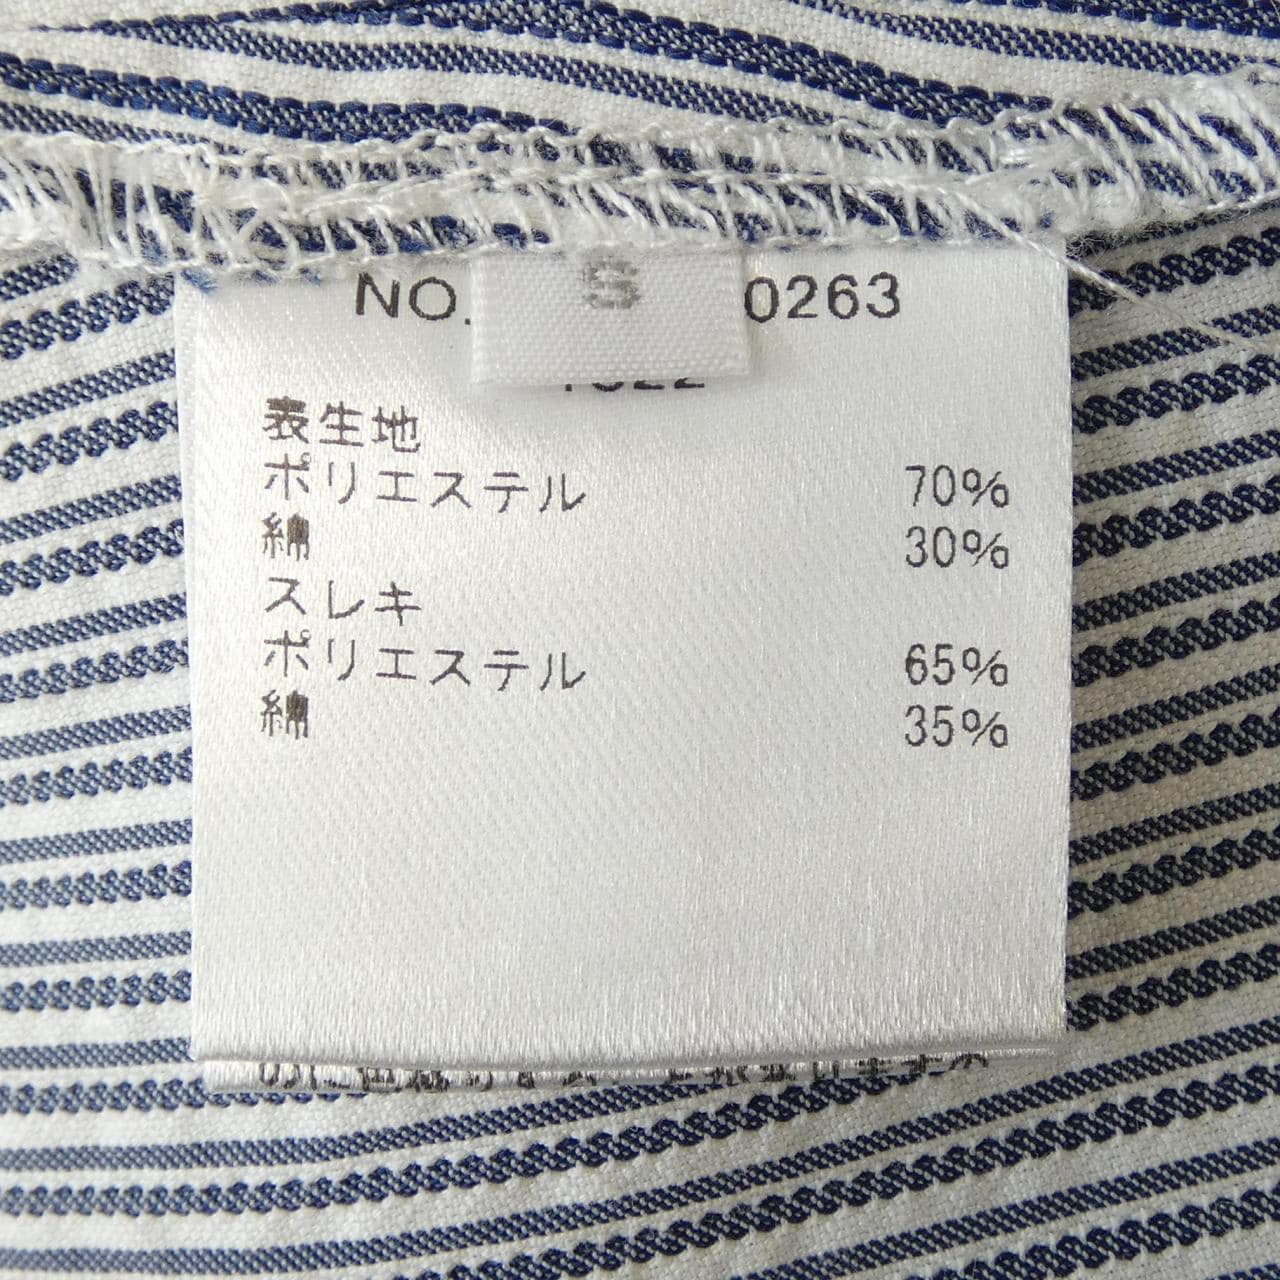 S
NO. 0263
表生地
ポリエステル 70%
綿 30%
スレキ
ポリエステル 65%
綿 35%